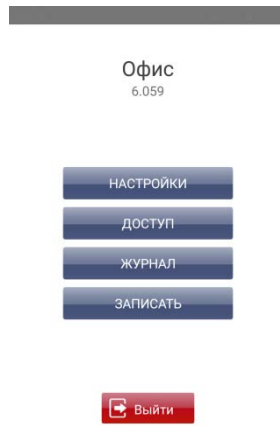 Офис
6.059
НАСТРОЙКИ
ДОСТУП
ЖУРНАЛ
ЗАПИСАТЬ
Выйти